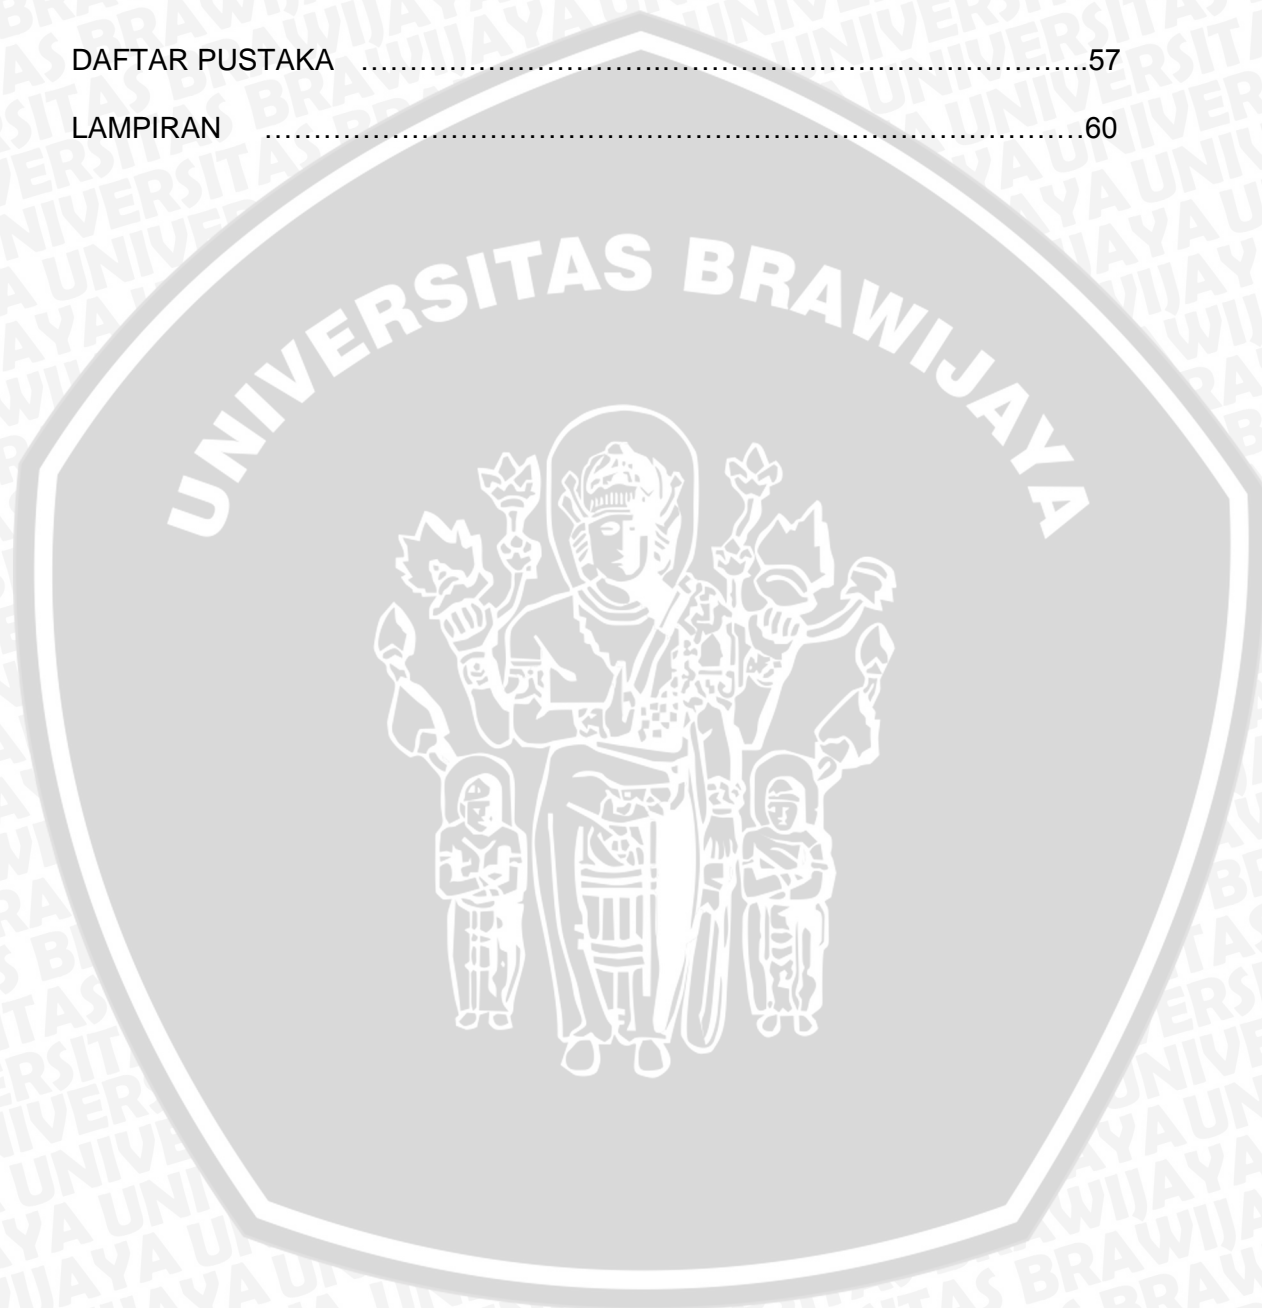 DAFTAR PUSTAKA ……………………………………………………………………..57
LAMPIRAN ………………………………………………………………………………60
UNIVERSITAS BRAWIJAYA